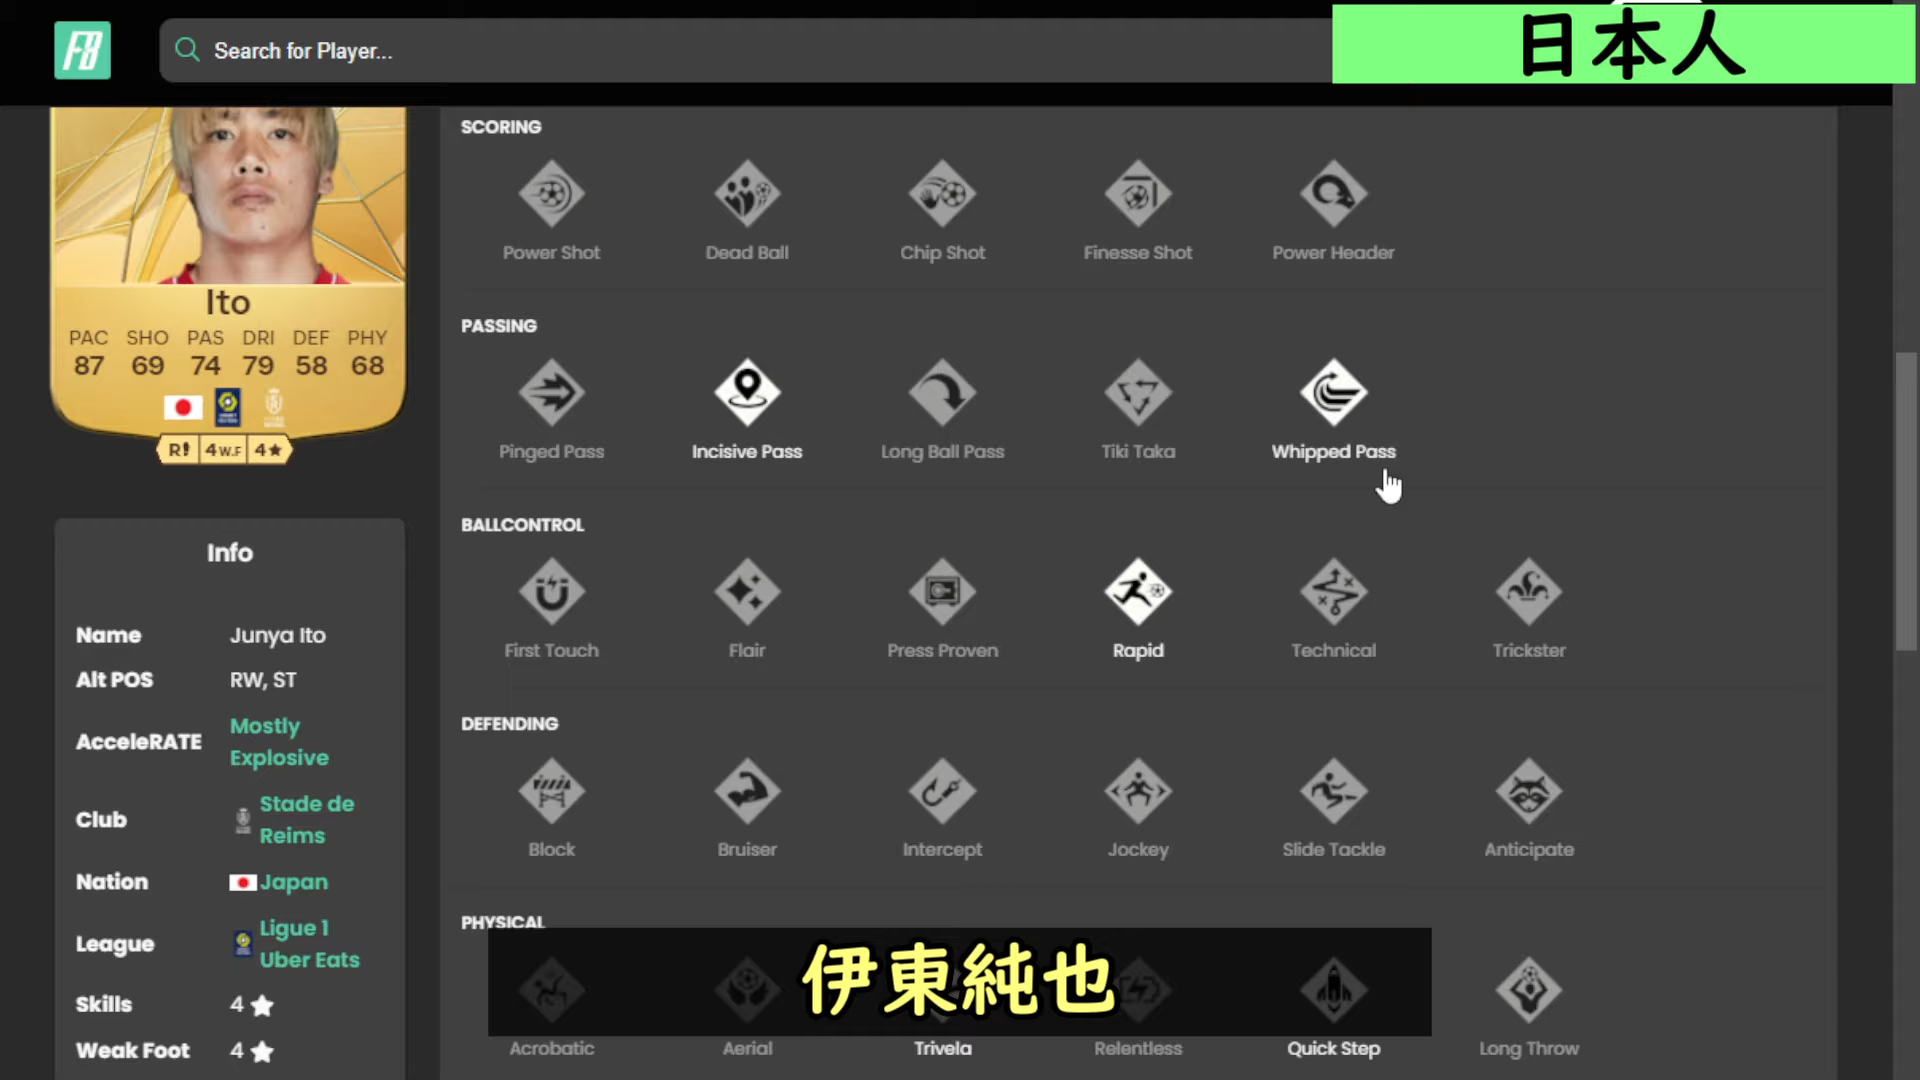 F8
Search for Player...
日本人
Ito
PAC SHO PAS DRI DEF PHY
87 69 74 79 58 68
R 4 W.F 4★
Info
Name Junya Ito
Alt POS RW, ST
AcceleRATE Mostly
Explosive
Club Stade de
Reims
Nation Japan
League Ligue 1
Uber Eats
Skills 4 ★
Weak Foot 4 ★
SCORING
Power Shot Dead Ball Chip Shot Finesse Shot Power Header
PASSING
Pinged Pass Incisive Pass Long Ball Pass Tiki Taka Whipped Pass
BALLCONTROL
First Touch Flair Press Proven Rapid Technical Trickster
DEFENDING
Block Bruiser Intercept Jockey Slide Tackle Anticipate
PHYSICAL
伊東純也
Acrobatic Aerial Trivela Relentless Quick Step Long Throw